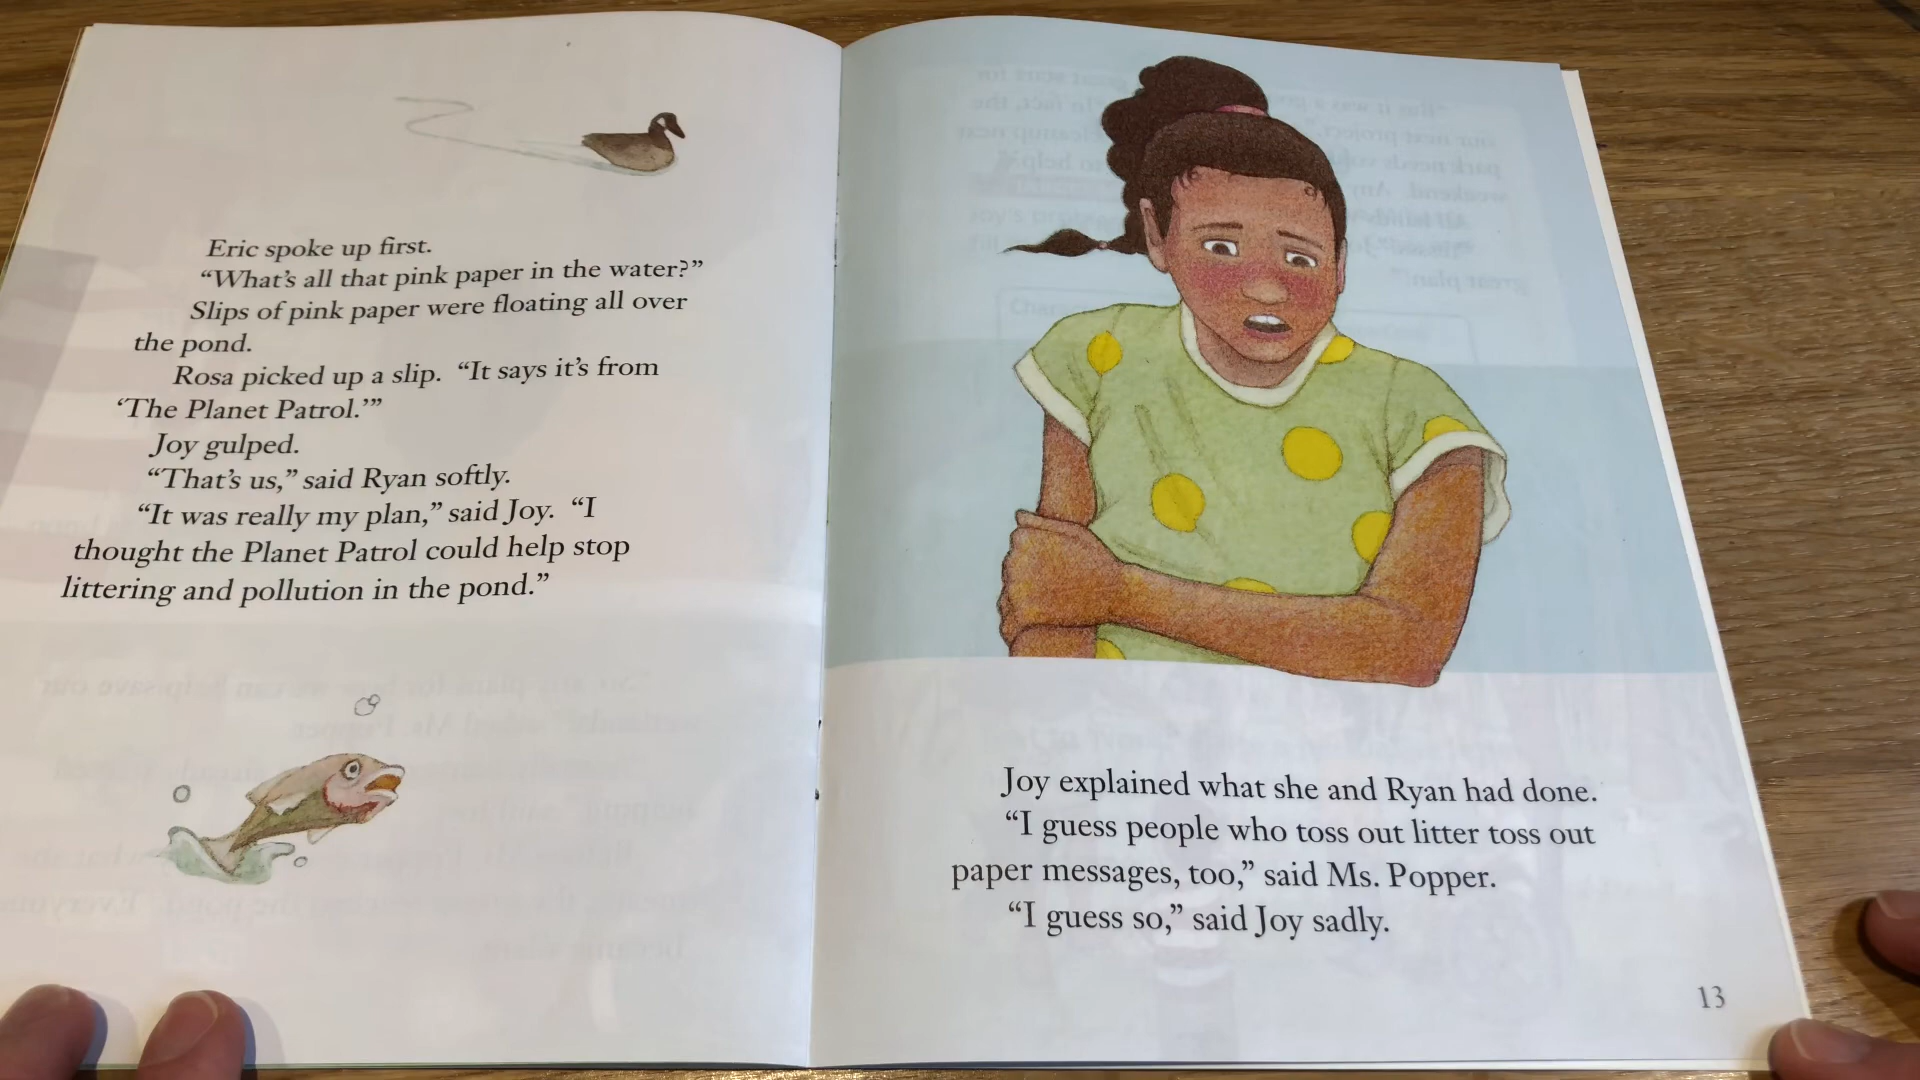 Eric spoke up first.
“What’s all that pink paper in the water?”
Slips of pink paper were floating all over
the pond.
Rosa picked up a slip. “It says it’s from
‘The Planet Patrol.’”
Joy gulped.
“That’s us,” said Ryan softly.
“It was really my plan,” said Joy. “I
thought the Planet Patrol could help stop
littering and pollution in the pond.”
Joy explained what she and Ryan had done.
“I guess people who toss out litter toss out
paper messages, too,” said Ms. Popper.
“I guess so,” said Joy sadly.
13